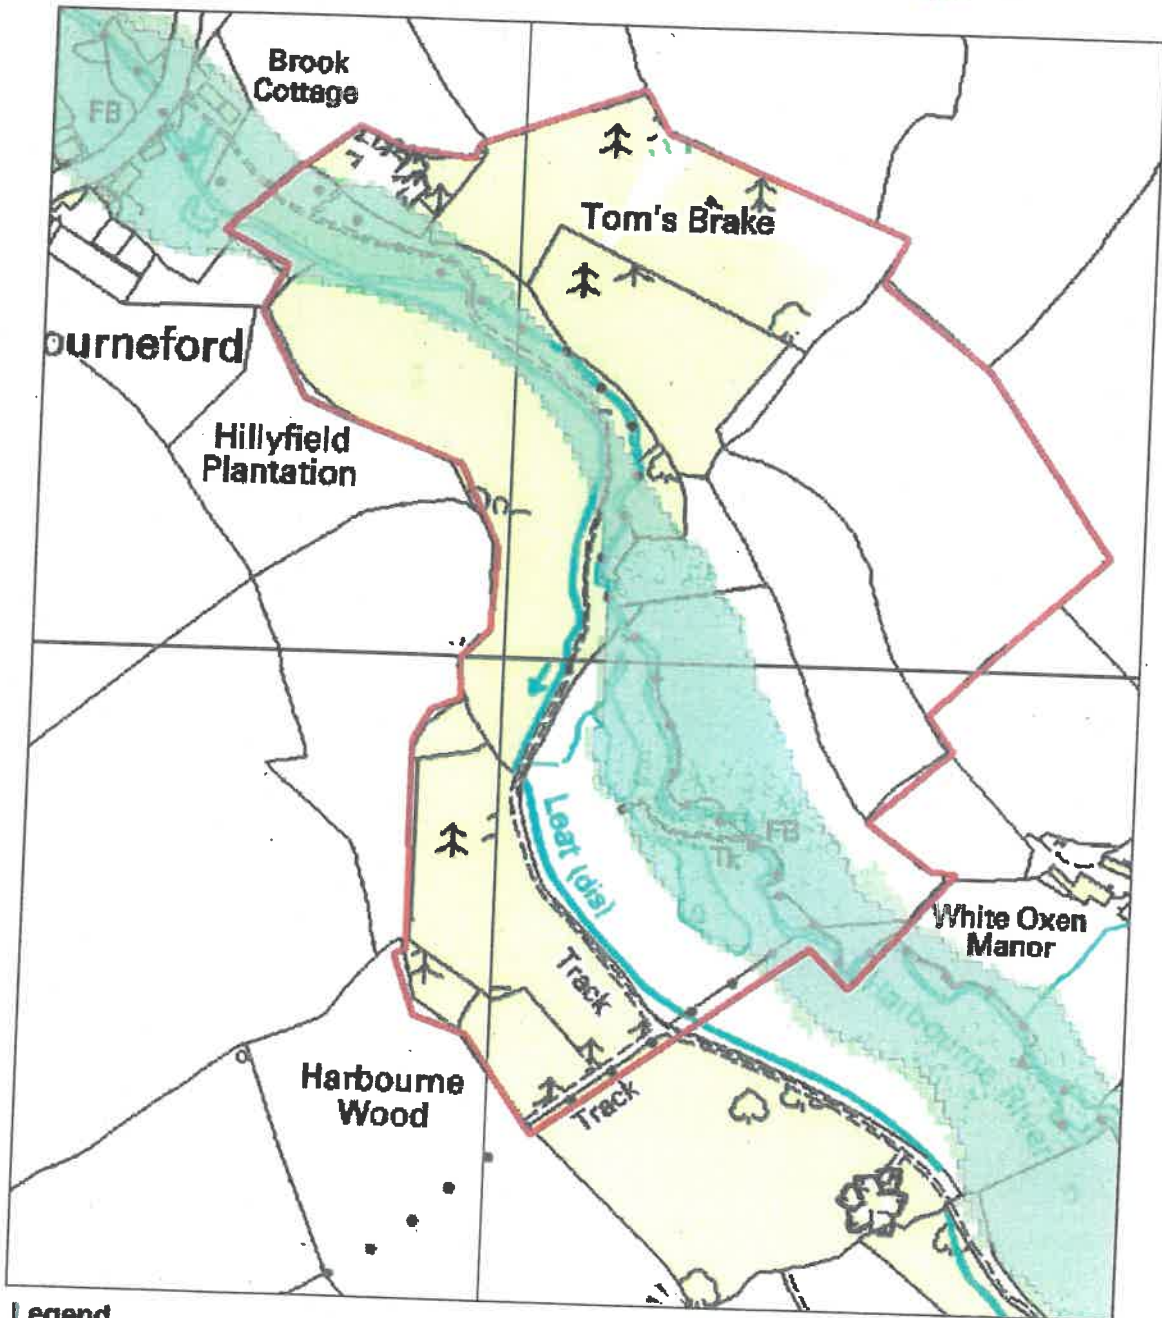 Brook
Cottage
FB
Tom's Brake
ourneford
Hillyfield
Plantation
Leat (dis)
FB
White Oxen
Manor
Track
Harbourne River
Harbourne
Wood
Track
Legend